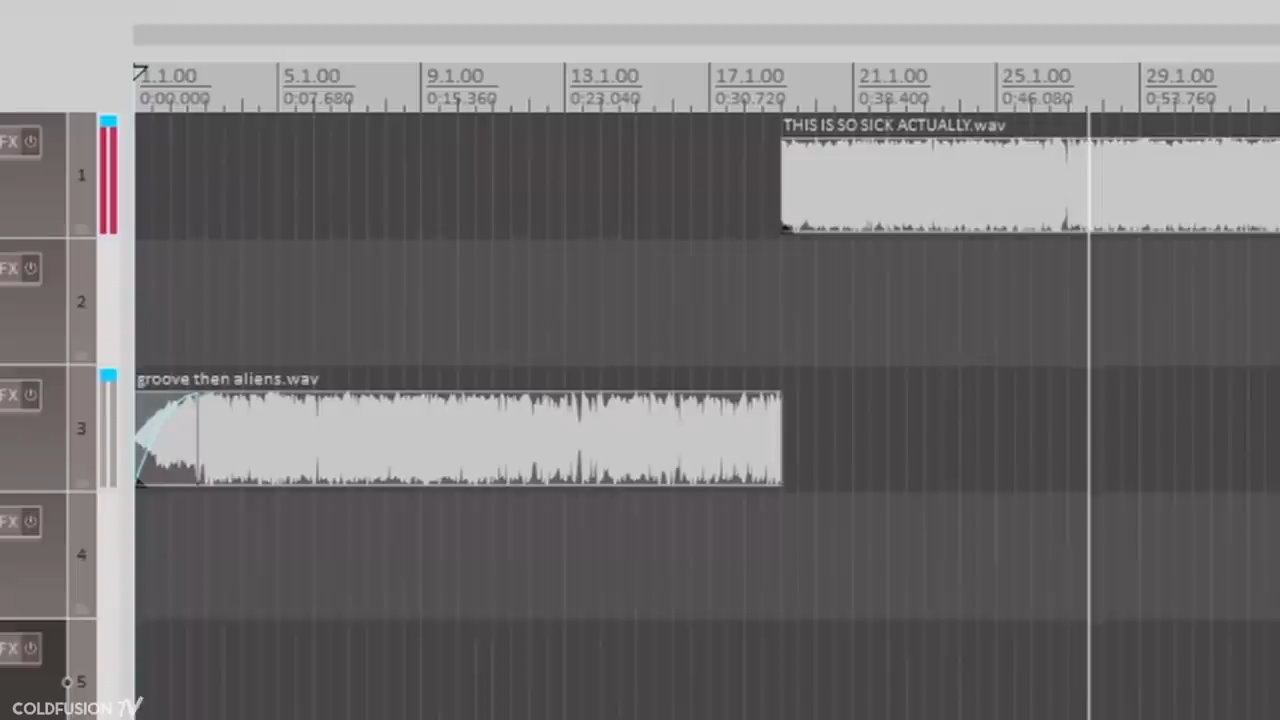 1.1.00 5.1.00 9.1.00 13.1.00 17.1.00 21.1.00 25.1.00 29.1.00
0:00.000 0:07.680 0:15.360 0:23.040 0:30.720 0:38.400 0:46.080 0:53.760
THIS IS SO SICK ACTUALLY.wav
FX
1
FX
2
groove then aliens.wav
FX
3
FX
4
FX
5
COLDFUSION TV